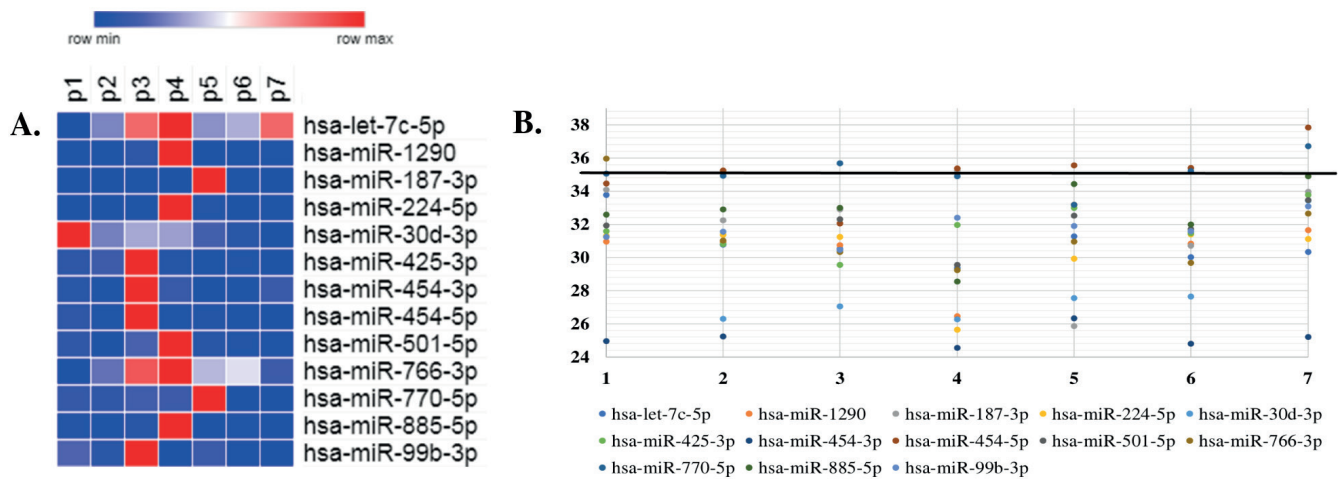 row min row max
p1 p2 p3 p4 p5 p6 p7
A.
hsa-let-7c-5p
hsa-miR-1290
hsa-miR-187-3p
hsa-miR-224-5p
hsa-miR-30d-3p
hsa-miR-425-3p
hsa-miR-454-3p
hsa-miR-454-5p
hsa-miR-501-5p
hsa-miR-766-3p
hsa-miR-770-5p
hsa-miR-885-5p
hsa-miR-99b-3p
B.
38
36
34
32
30
28
26
24
1 2 3 4 5 6 7
hsa-let-7c-5p hsa-miR-1290 hsa-miR-187-3p hsa-miR-224-5p hsa-miR-30d-3p
hsa-miR-425-3p hsa-miR-454-3p hsa-miR-454-5p hsa-miR-501-5p hsa-miR-766-3p
hsa-miR-770-5p hsa-miR-885-5p hsa-miR-99b-3p